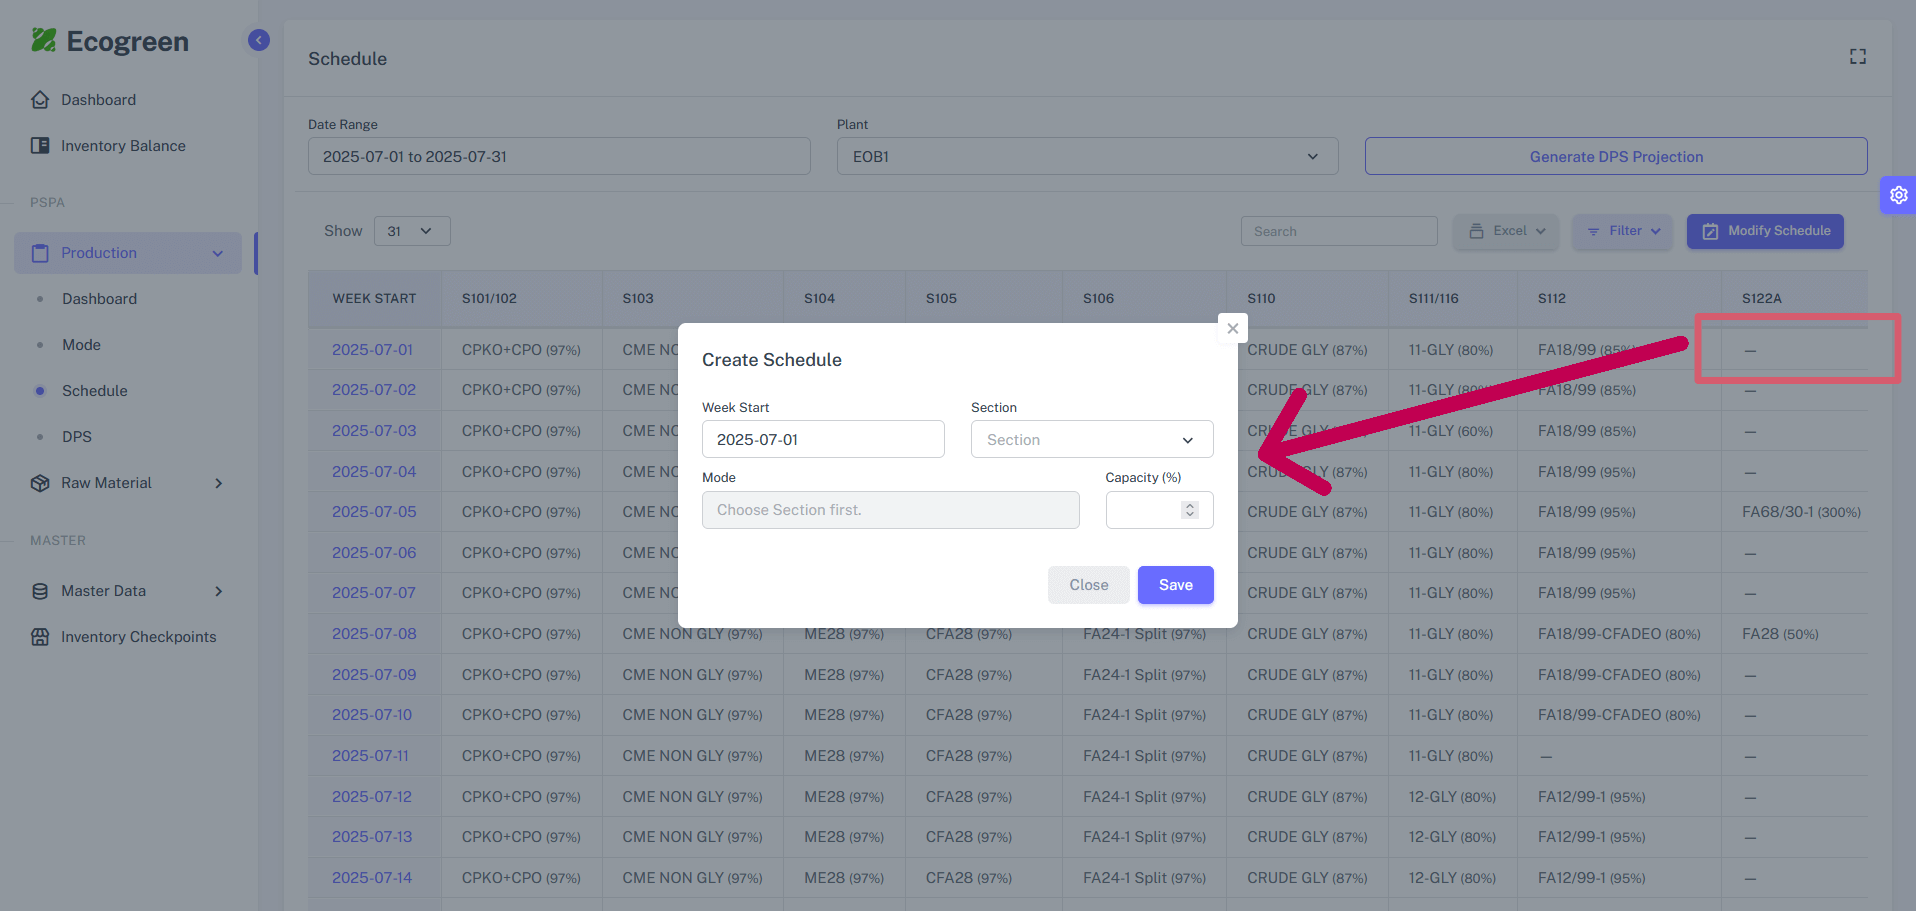 Ecogreen
Dashboard
Inventory Balance
PSPA
Production
Dashboard
Mode
Schedule
DPS
Raw Material
MASTER
Master Data
Inventory Checkpoints
Schedule
Date Range
Plant
2025-07-01 to 2025-07-31
EOB1
Generate DPS Projection
Show 31
Search
Excel
Filter
Modify Schedule
WEEK START S101/102 S103 S104 S105 S106 S110 S111/116 S112 S122A
2025-07-01 CPKO+CPO (97%) CME NO CRUDE GLY (87%) 11-GLY (80%) FA18/99 (85%) —
2025-07-02 CPKO+CPO (97%) CME NO CRUDE GLY (87%) 11-GLY (80%) FA18/99 (85%) —
2025-07-03 CPKO+CPO (97%) CME NO CRUDE GLY (87%) 11-GLY (60%) FA18/99 (85%) —
2025-07-04 CPKO+CPO (97%) CME NO CRUDE GLY (87%) 11-GLY (80%) FA18/99 (95%) —
2025-07-05 CPKO+CPO (97%) CME NO CRUDE GLY (87%) 11-GLY (80%) FA18/99 (95%) FA68/30-1 (300%)
2025-07-06 CPKO+CPO (97%) CME NO CRUDE GLY (87%) 11-GLY (80%) FA18/99 (95%) —
2025-07-07 CPKO+CPO (97%) CME NO CRUDE GLY (87%) 11-GLY (80%) FA18/99 (95%) —
2025-07-08 CPKO+CPO (97%) CME NON GLY (97%) ME28 (97%) CFA28 (97%) FA24-1 Split (97%) CRUDE GLY (87%) 11-GLY (80%) FA18/99-CFADEO (80%) FA28 (50%)
2025-07-09 CPKO+CPO (97%) CME NON GLY (97%) ME28 (97%) CFA28 (97%) FA24-1 Split (97%) CRUDE GLY (87%) 11-GLY (80%) FA18/99-CFADEO (80%) —
2025-07-10 CPKO+CPO (97%) CME NON GLY (97%) ME28 (97%) CFA28 (97%) FA24-1 Split (97%) CRUDE GLY (87%) 11-GLY (80%) FA18/99-CFADEO (80%) —
2025-07-11 CPKO+CPO (97%) CME NON GLY (97%) ME28 (97%) CFA28 (97%) FA24-1 Split (97%) CRUDE GLY (87%) 11-GLY (80%) — —
2025-07-12 CPKO+CPO (97%) CME NON GLY (97%) ME28 (97%) CFA28 (97%) FA24-1 Split (97%) CRUDE GLY (87%) 12-GLY (80%) FA12/99-1 (95%) —
2025-07-13 CPKO+CPO (97%) CME NON GLY (97%) ME28 (97%) CFA28 (97%) FA24-1 Split (97%) CRUDE GLY (87%) 12-GLY (80%) FA12/99-1 (95%) —
2025-07-14 CPKO+CPO (97%) CME NON GLY (97%) ME28 (97%) CFA28 (97%) FA24-1 Split (97%) CRUDE GLY (87%) 12-GLY (80%) FA12/99-1 (95%) —
Create Schedule
Week Start
Section
2025-07-01
Section
Mode
Capacity (%)
Choose Section first.
Close
Save